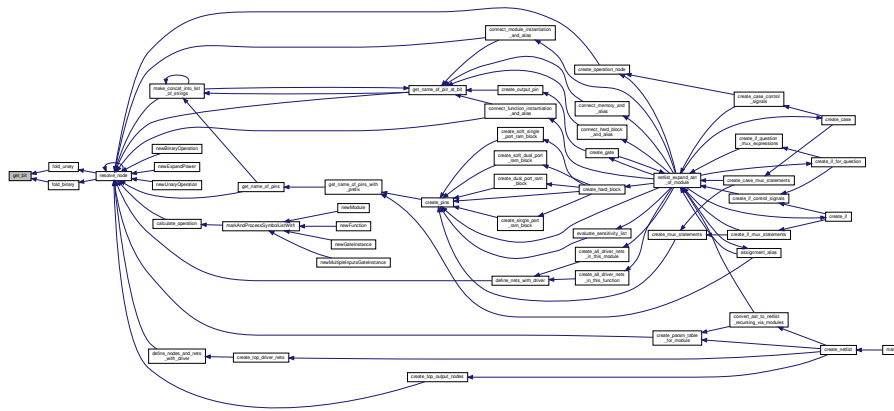 get_bit
fold_unary
fold_binary
resolve_node
make_concat_into_list
_of_strings
newBinaryOperation
newExpandPower
newUnaryOperation
calculate_operation
define_nodes_and_nets
_with_driver
get_name_of_pins
markAndProcessSymbolListWith
create_top_driver_nets
get_name_of_pins_with
_prefix
newModule
newFunction
newGateInstance
newMultipleInputsGateInstance
get_name_of_pin_at_bit
create_pins
create_top_output_nodes
connect_module_instantiation
_and_alias
create_output_pin
connect_function_instantiation
_and_alias
create_soft_single
_port_ram_block
create_soft_dual_port
_ram_block
create_dual_port_ram
_block
create_single_port
_ram_block
define_nets_with_driver
create_operation_node
connect_memory_and
_alias
connect_hard_block
_and_alias
create_gate
create_hard_block
evaluate_sensitivity_list
create_all_driver_nets
_in_this_module
create_all_driver_nets
_in_this_function
netlist_expand_ast
_of_module
create_mux_statements
create_param_table
_for_module
create_case_control
_signals
create_if_question
_mux_expressions
create_case_mux_statements
create_if_control_signals
create_if_mux_statements
assignment_alias
convert_ast_to_netlist
_recursing_via_modules
create_case
create_if_for_question
create_if
create_netlist